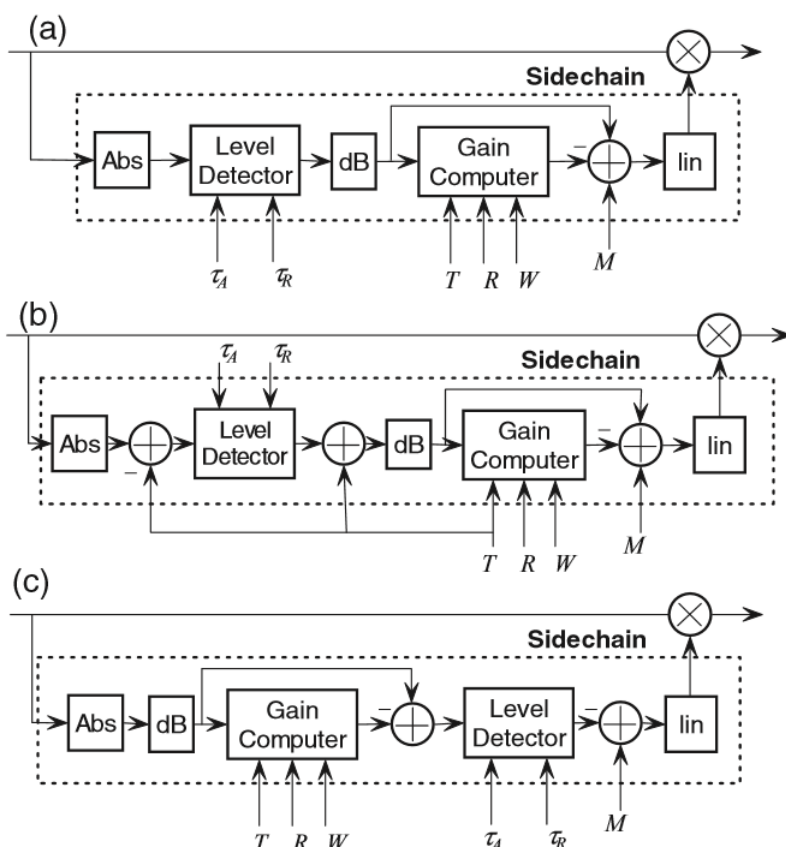 (a)
Sidechain
Abs
Level
Detector
dB
Gain
Computer
−
lin
τA
τR
T
R
W
M
(b)
τA
τR
Sidechain
Abs
−
Level
Detector
dB
Gain
Computer
−
lin
T
R
W
M
(c)
Sidechain
Abs
dB
Gain
Computer
−
Level
Detector
−
lin
T
R
W
τA
τR
M